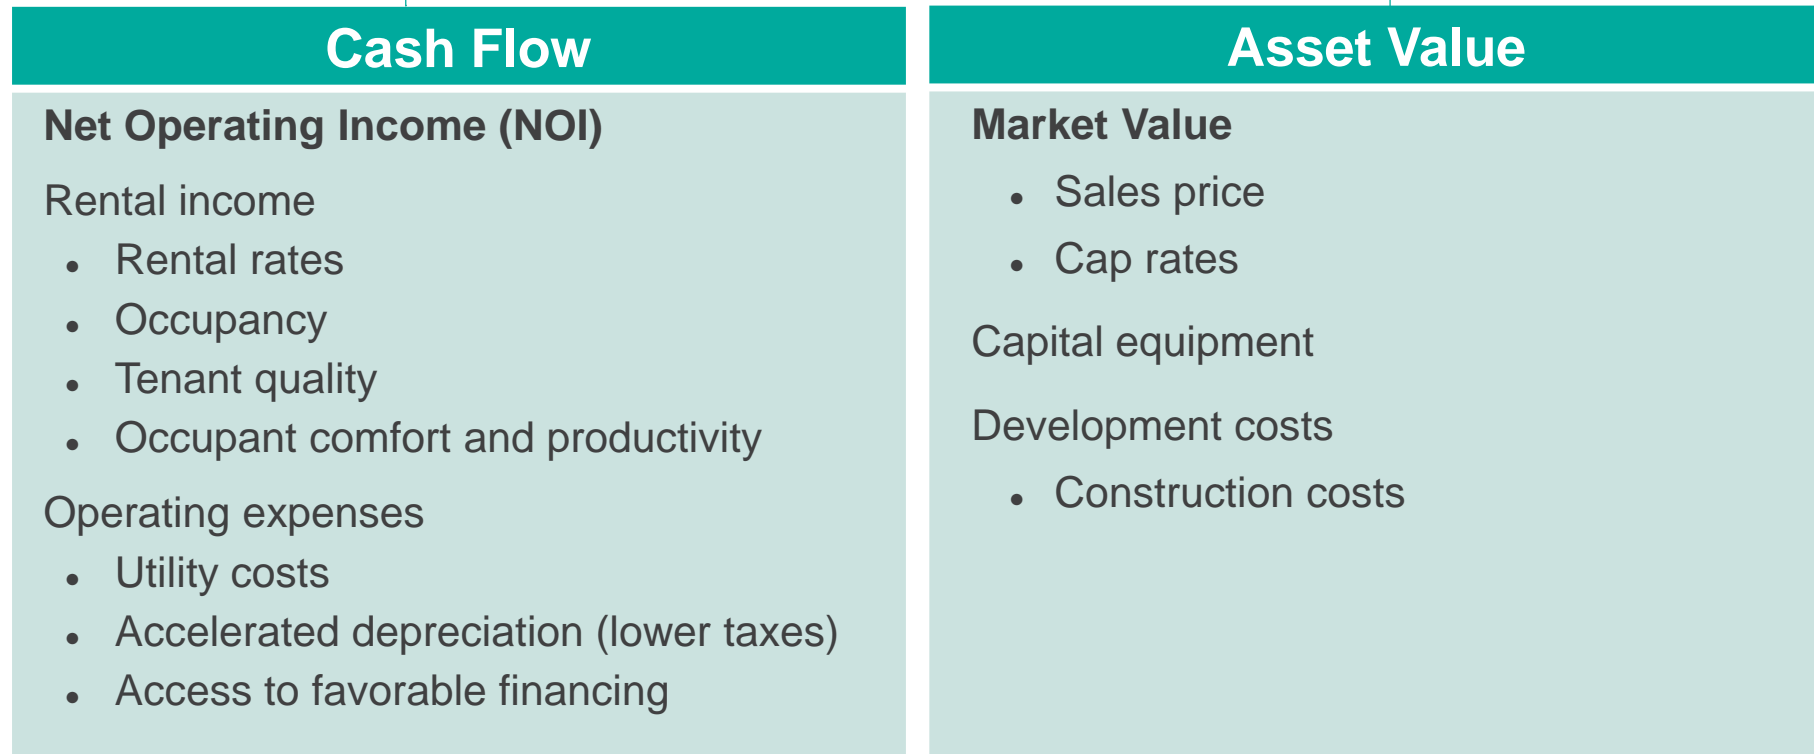 Cash Flow
Net Operating Income (NOI)
Rental income
• Rental rates
• Occupancy
• Tenant quality
• Occupant comfort and productivity
Operating expenses
• Utility costs
• Accelerated depreciation (lower taxes)
• Access to favorable financing
Asset Value
Market Value
• Sales price
• Cap rates
Capital equipment
Development costs
• Construction costs